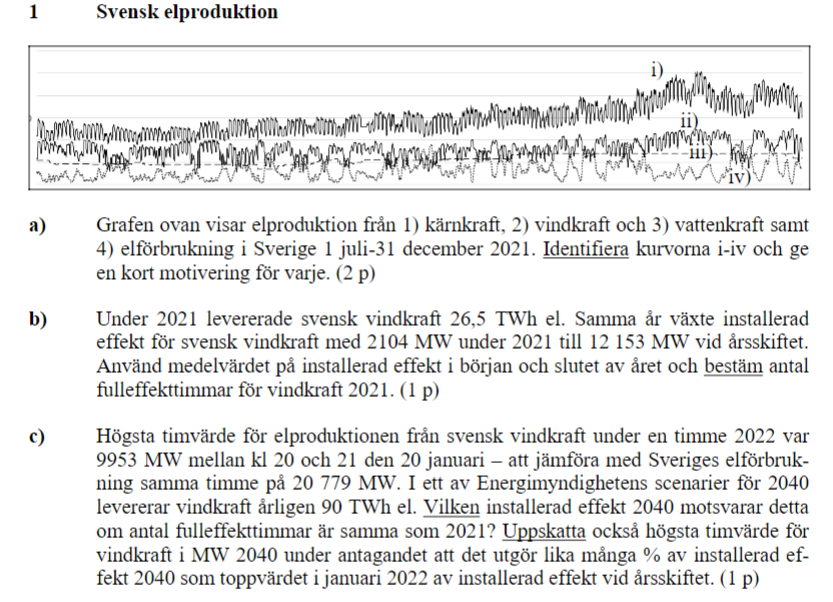 1 Svensk elproduktion
i)
ii)
iii)
iv)
a) Grafen ovan visar elproduktion från 1) kärnkraft, 2) vindkraft och 3) vattenkraft samt
4) elförbrukning i Sverige 1 juli-31 december 2021. Identifiera kurvorna i-iv och ge
en kort motivering för varje. (2 p)
b) Under 2021 levererade svensk vindkraft 26,5 TWh el. Samma år växte installerad
effekt för svensk vindkraft med 2104 MW under 2021 till 12 153 MW vid årsskiftet.
Använd medelvärdet på installerad effekt i början och slutet av året och bestäm antal
fulleffekttimmar för vindkraft 2021. (1 p)
c) Högsta timvärde för elproduktionen från svensk vindkraft under en timme 2022 var
9953 MW mellan kl 20 och 21 den 20 januari – att jämföra med Sveriges elförbruk-
ning samma timme på 20 779 MW. I ett av Energimyndighetens scenarier för 2040
levererar vindkraft årligen 90 TWh el. Vilken installerad effekt 2040 motsvarar detta
om antal fulleffekttimmar är samma som 2021? Uppskatta också högsta timvärde för
vindkraft i MW 2040 under antagandet att det utgör lika många % av installerad ef-
fekt 2040 som toppvärdet i januari 2022 av installerad effekt vid årsskiftet. (1 p)